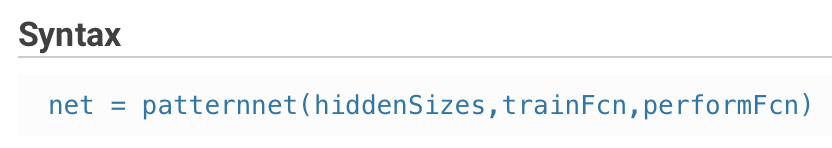 Syntax
net = patternnet(hiddenSizes,trainFcn,performFcn)